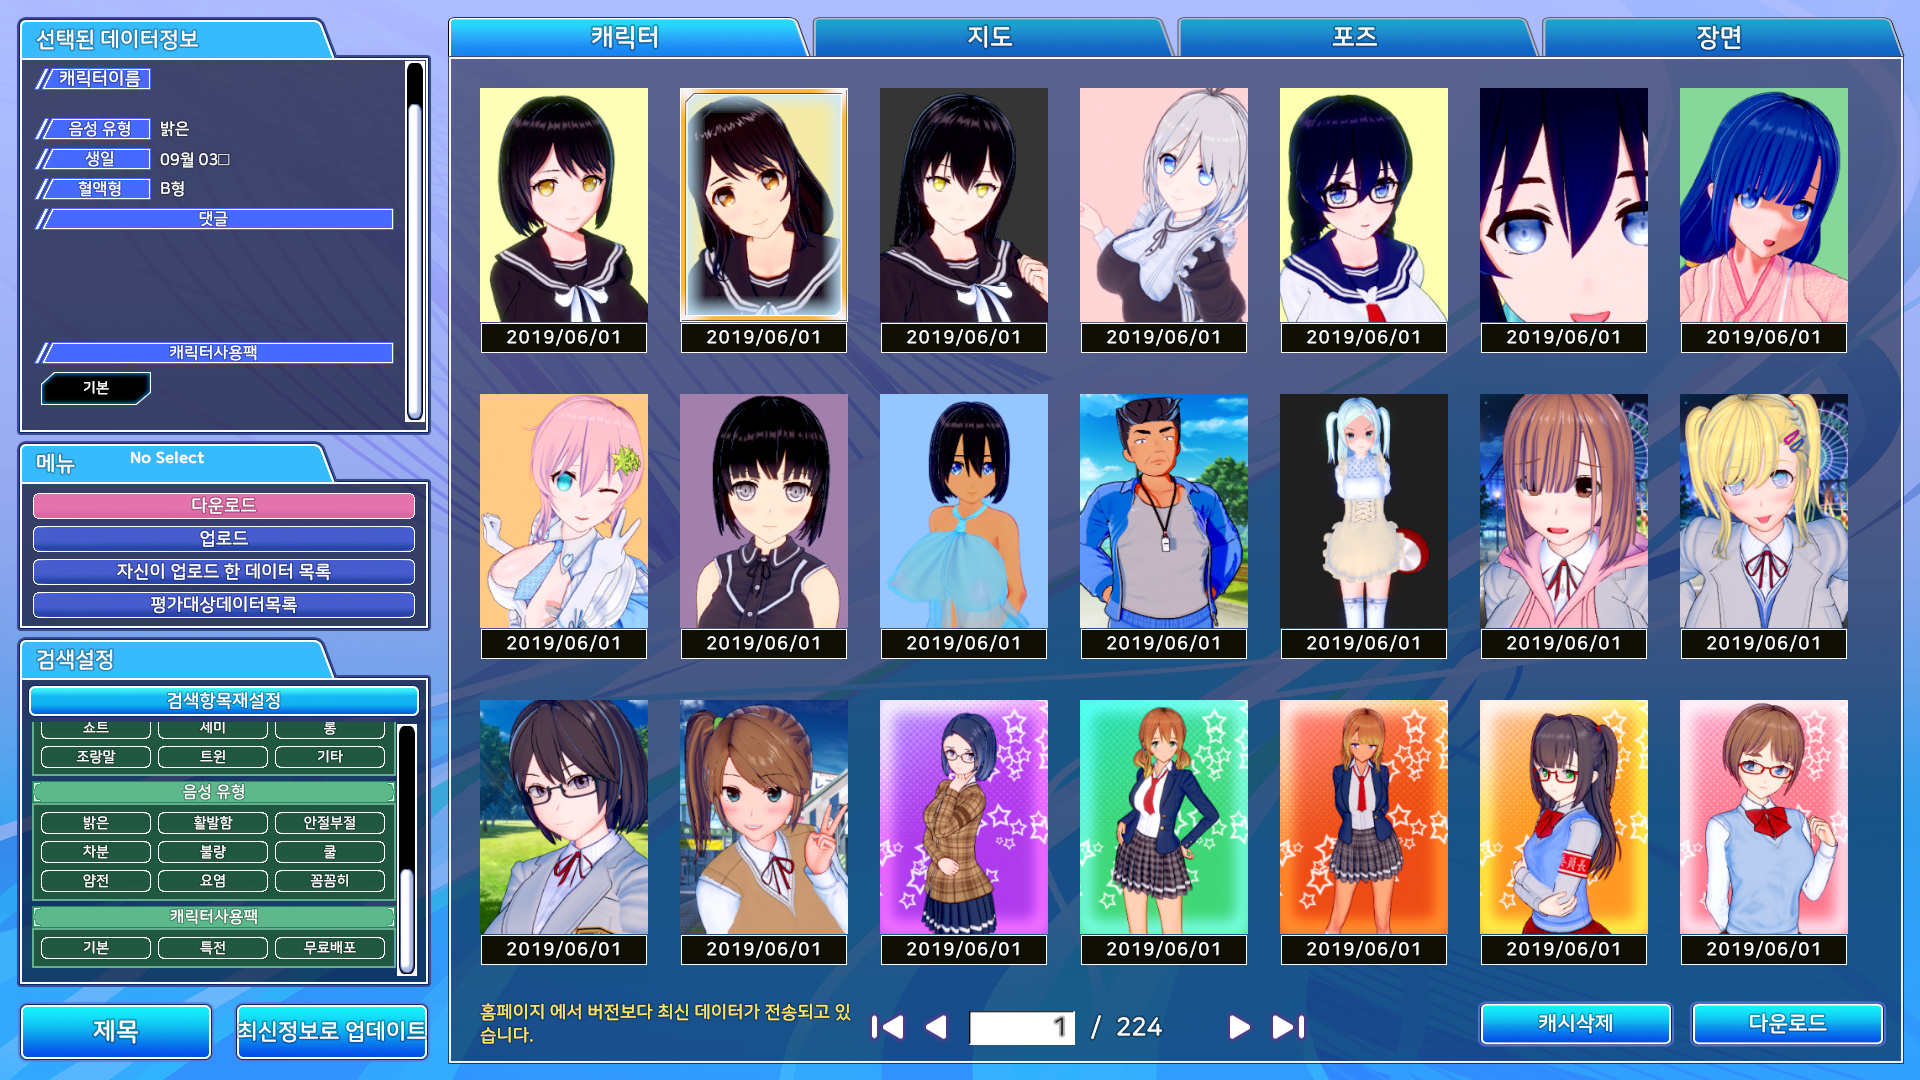 선택된 데이터정보
캐릭터이름
음성 유형 밝은
생일 09월 03□
혈액형 B형
댓글
캐릭터사용팩
기본
메뉴 No Select
다운로드
업로드
자신이 업로드 한 데이터 목록
평가대상데이터목록
검색설정
검색항목재설정
쇼트 세미 롱
조랑말 트윈 기타
음성 유형
밝은 활발함 안절부절
차분 불량 쿨
얌전 요염 꼼꼼히
캐릭터사용팩
기본 특전 무료배포
제목 최신정보로 업데이트
캐릭터 지도 포즈 장면
2019/06/01 2019/06/01 2019/06/01 2019/06/01 2019/06/01 2019/06/01 2019/06/01
2019/06/01 2019/06/01 2019/06/01 2019/06/01 2019/06/01 2019/06/01 2019/06/01
委員長
2019/06/01 2019/06/01 2019/06/01 2019/06/01 2019/06/01 2019/06/01 2019/06/01
홈페이지 에서 버전보다 최신 데이터가 전송되고 있
습니다.
1 / 224
캐시삭제 다운로드